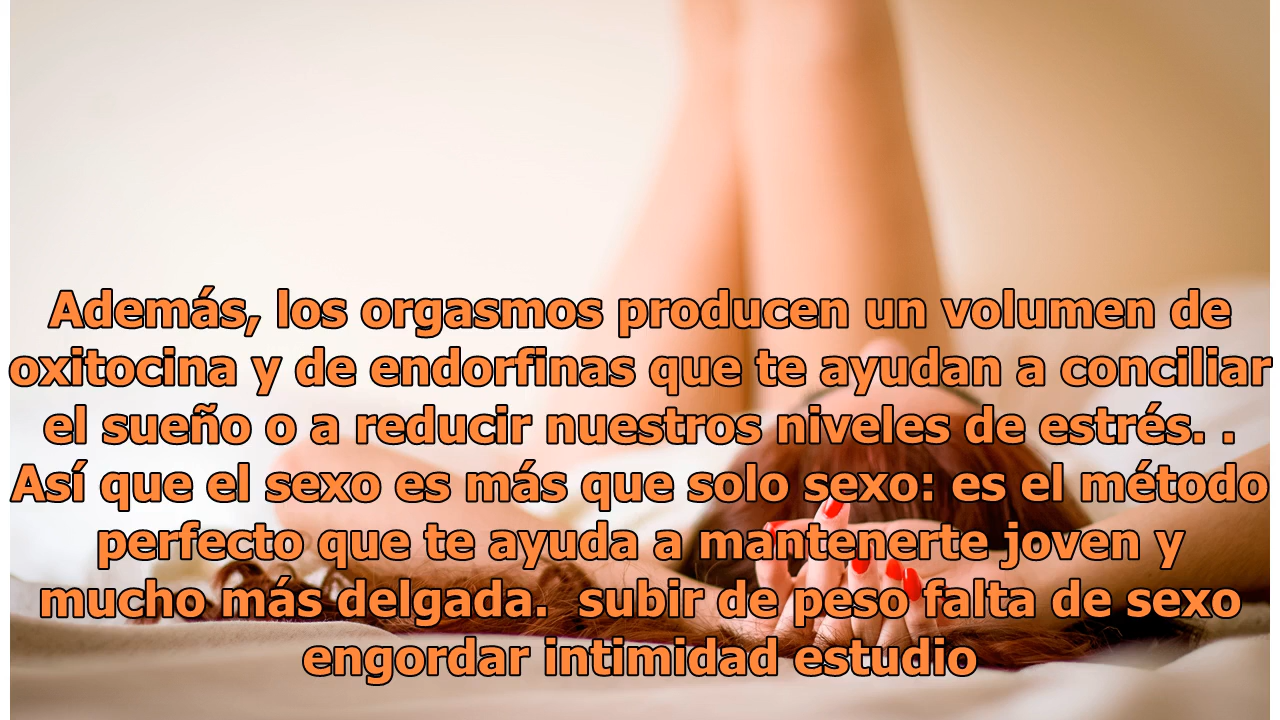 Además, los orgasmos producen un volumen de
oxitocina y de endorfinas que te ayudan a conciliar
el sueño o a reducir nuestros niveles de estrés. .
Así que el sexo es más que solo sexo: es el método
perfecto que te ayuda a mantenerte joven y
mucho más delgada.  subir de peso falta de sexo
engordar intimidad estudio